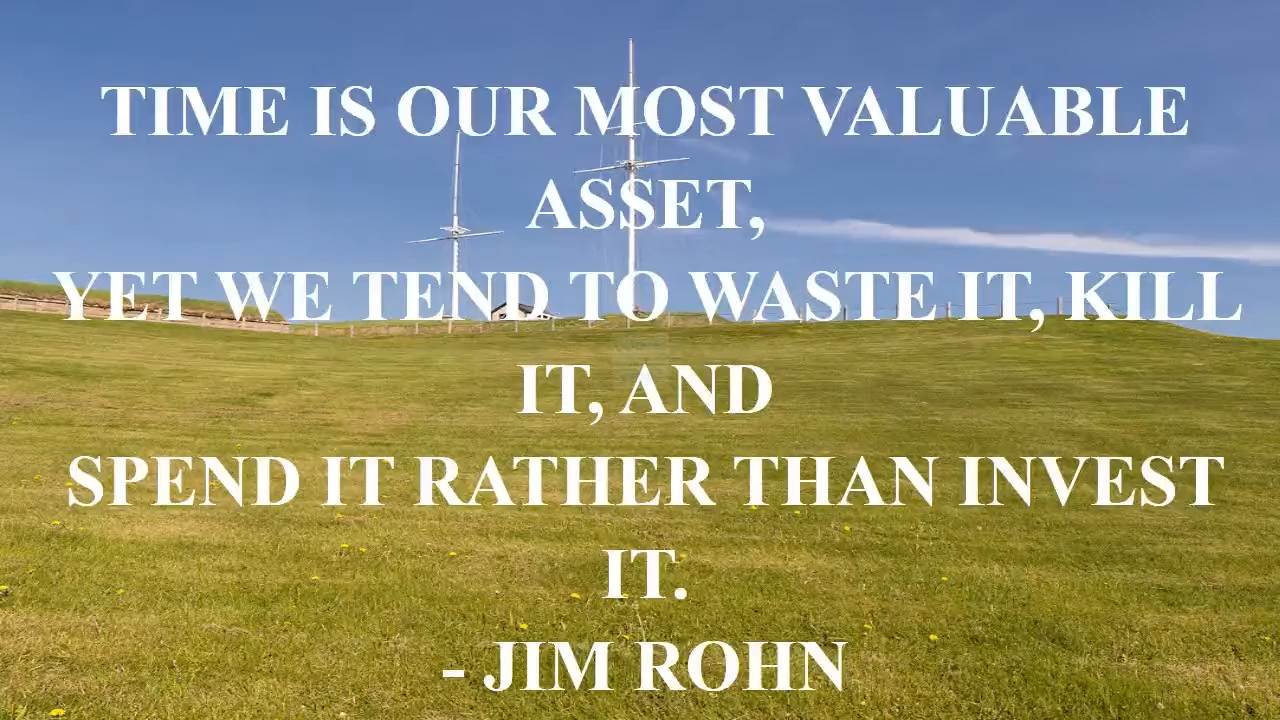 TIME IS OUR MOST VALUABLE
ASSET,
YET WE TEND TO WASTE IT, KILL
IT, AND
SPEND IT RATHER THAN INVEST
IT.
- JIM ROHN